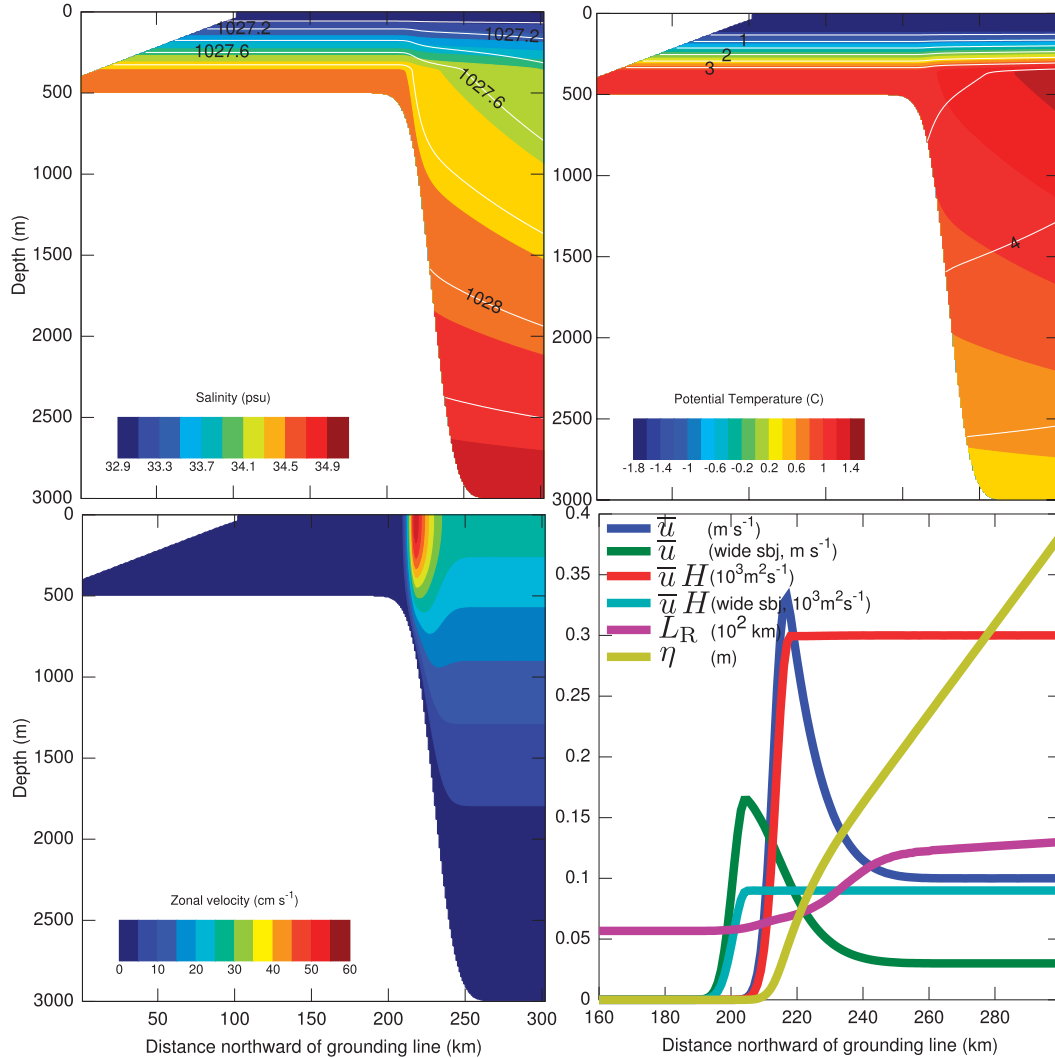 0
500
1000
1500
2000
2500
3000
Depth (m)
1027.2
1027.2
1027.6
1027.6
1028
Salinity (psu)
32.9 33.3 33.7 34.1 34.5 34.9
0
500
1000
1500
2000
2500
3000
1
2
3
4
Potential Temperature (C)
-1.8 -1.4 -1 -0.6 -0.2 0.2 0.6 1 1.4
0
500
1000
1500
2000
2500
3000
Depth (m)
Zonal velocity (cm s⁻¹)
0 10 20 30 40 50 60
50 100 150 200 250 300
Distance northward of grounding line (km)
0.4
0.35
0.3
0.25
0.2
0.15
0.1
0.05
0
u̅ (m s⁻¹)
u̅ (wide sbj, m s⁻¹)
u̅ H (10³m²s⁻¹)
u̅ H (wide sbj, 10³m²s⁻¹)
L_R (10² km)
η (m)
160 180 200 220 240 260 280
Distance northward of grounding line (km)